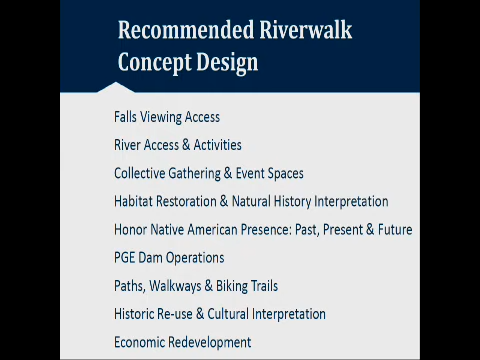 Recommended Riverwalk
Concept Design
Falls Viewing Access
River Access & Activities
Collective Gathering & Event Spaces
Habitat Restoration & Natural History Interpretation
Honor Native American Presence: Past, Present & Future
PGE Dam Operations
Paths, Walkways & Biking Trails
Historic Re-use & Cultural Interpretation
Economic Redevelopment